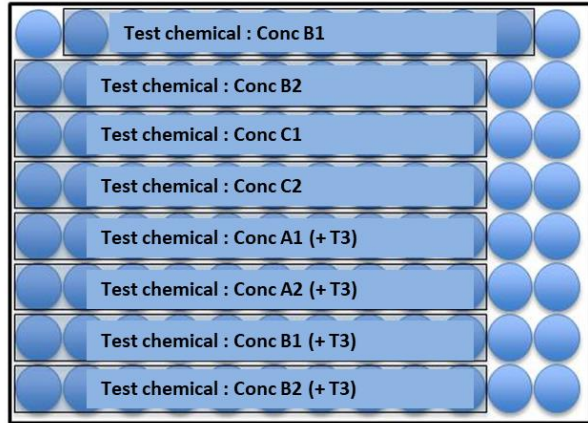 Test chemical : Conc B1
Test chemical : Conc B2
Test chemical : Conc C1
Test chemical : Conc C2
Test chemical : Conc A1 (+ T3)
Test chemical : Conc A2 (+ T3)
Test chemical : Conc B1 (+ T3)
Test chemical : Conc B2 (+ T3)